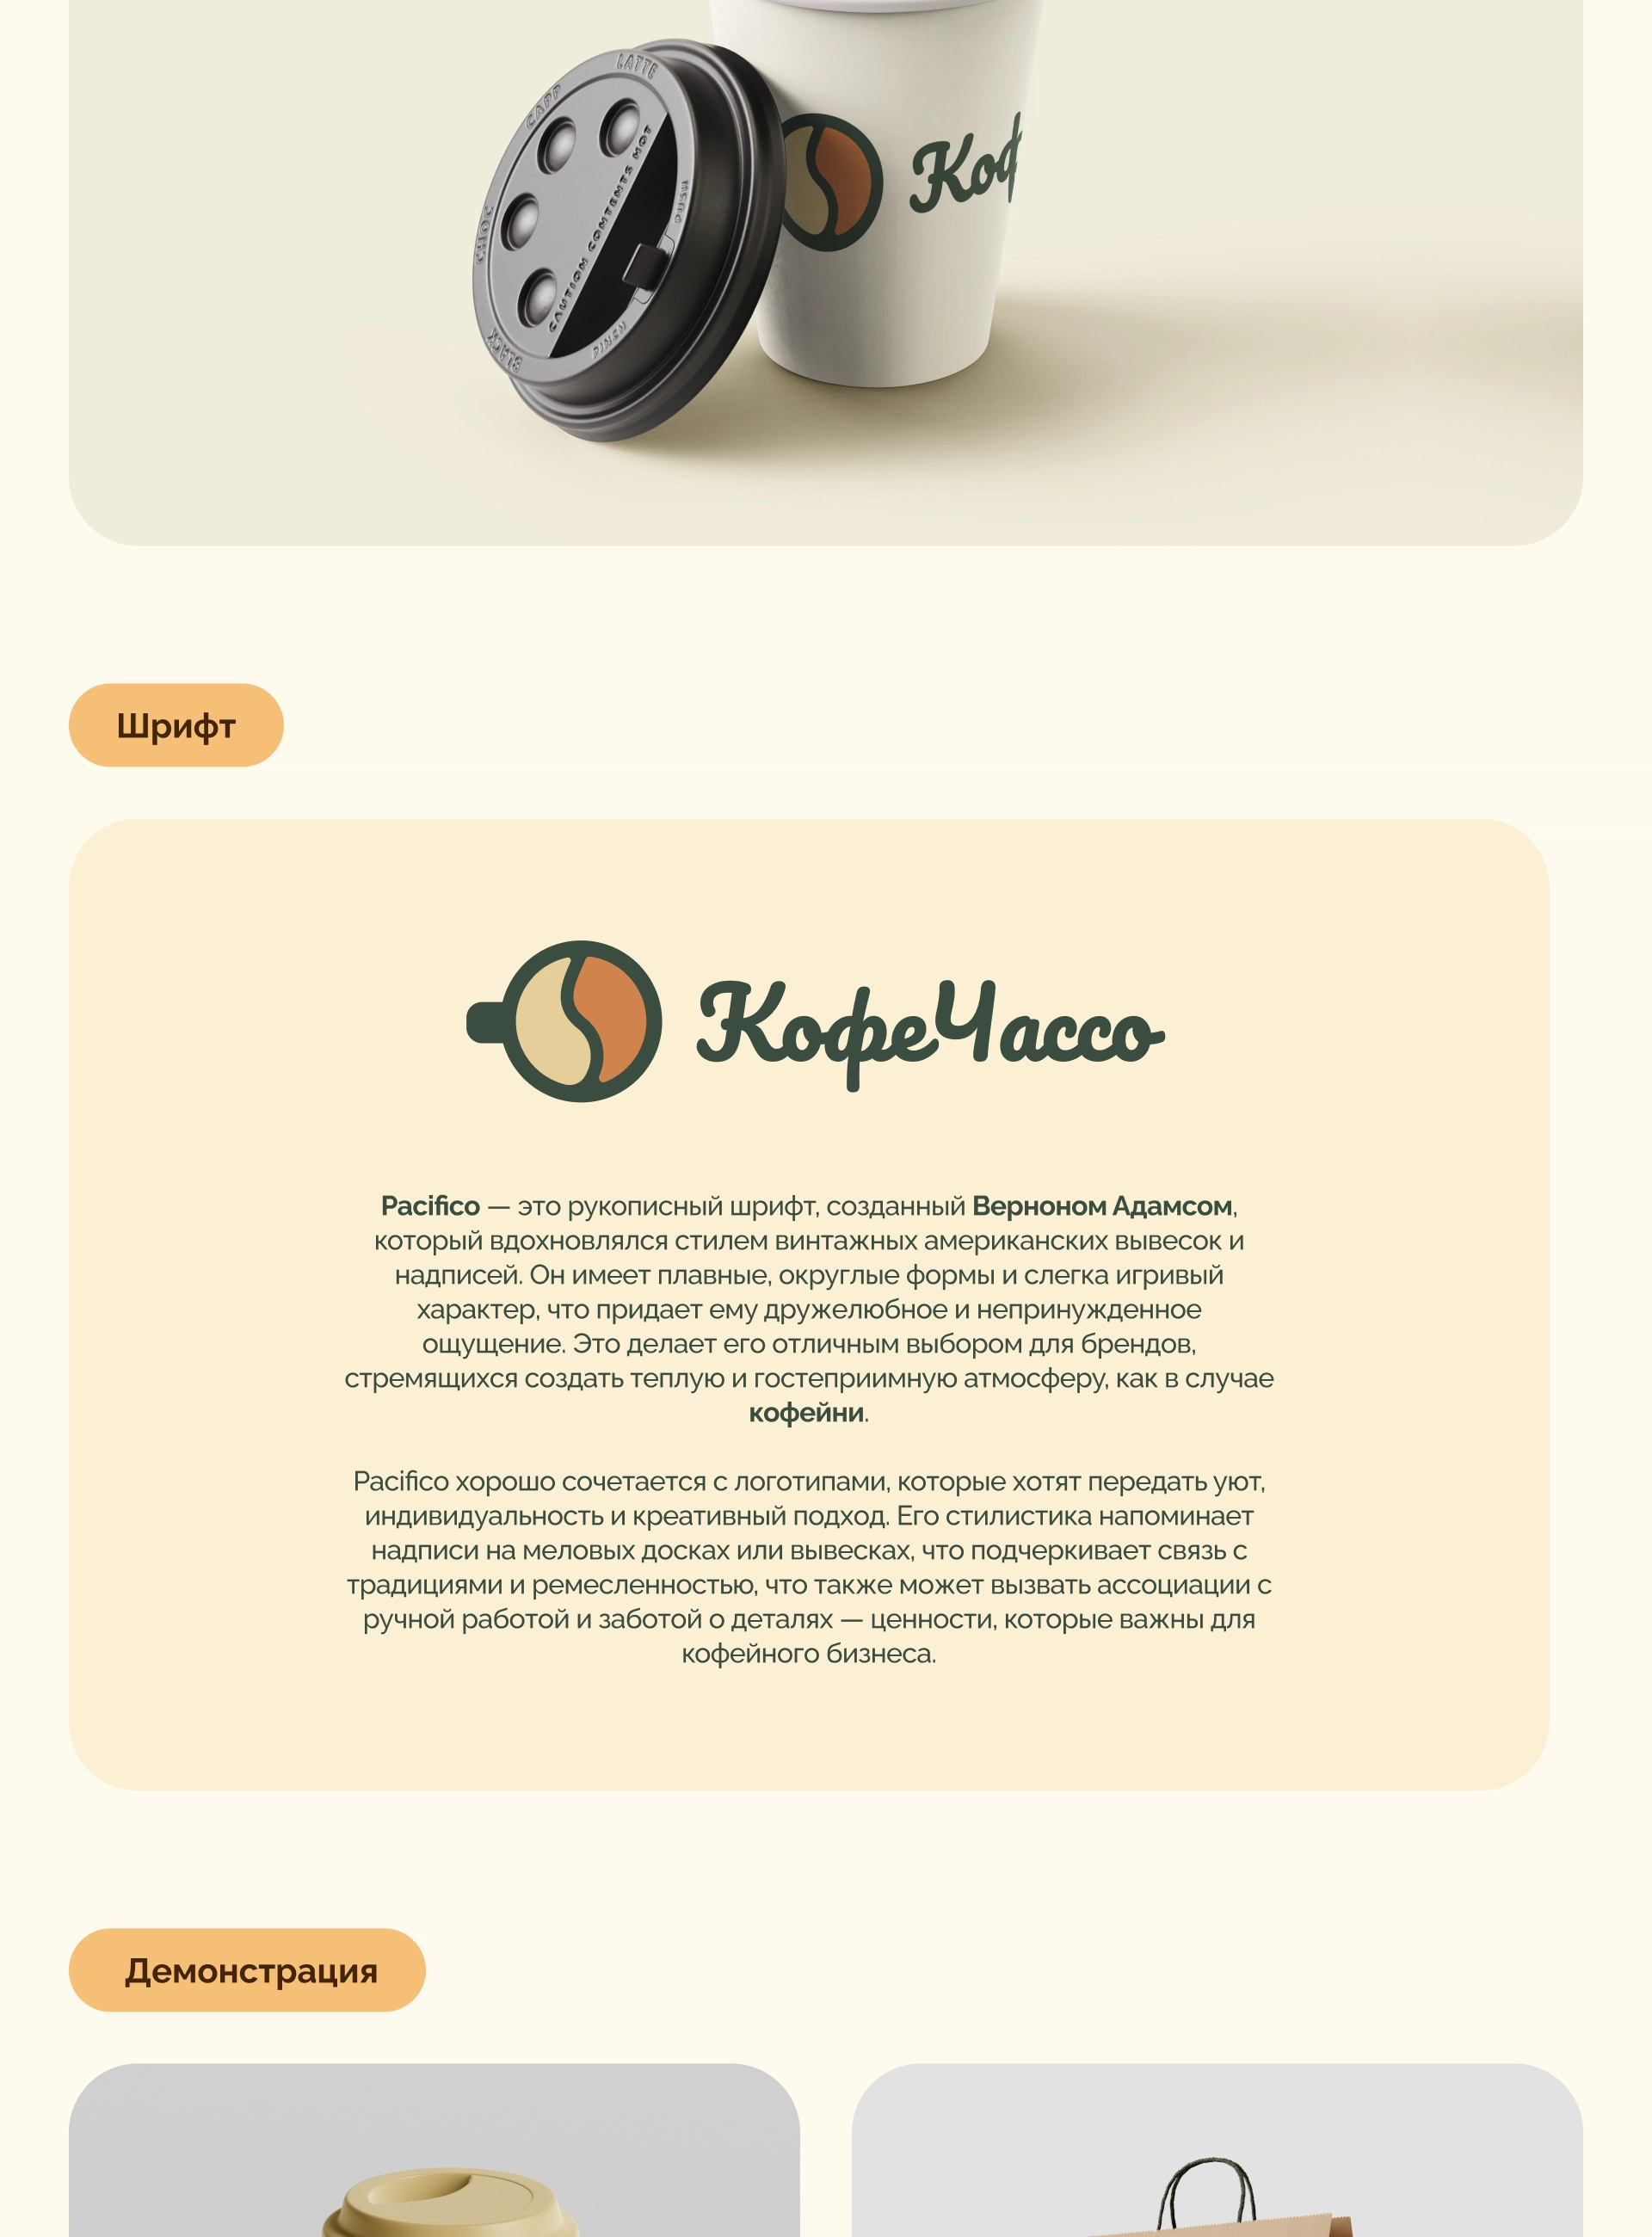 LATTE
CAPP
CHOC
BLACK
CAUTION CONTENTS HOT
PUSH
PINCH
Коф
Шрифт
КофеЧассо
Pacifico — это рукописный шрифт, созданный Верноном Адамсом,
который вдохновлялся стилем винтажных американских вывесок и
надписей. Он имеет плавные, округлые формы и слегка игривый
характер, что придает ему дружелюбное и непринужденное
ощущение. Это делает его отличным выбором для брендов,
стремящихся создать теплую и гостеприимную атмосферу, как в случае
кофейни.
Pacifico хорошо сочетается с логотипами, которые хотят передать уют,
индивидуальность и креативный подход. Его стилистика напоминает
надписи на меловых досках или вывесках, что подчеркивает связь с
традициями и ремесленностью, что также может вызвать ассоциации с
ручной работой и заботой о деталях — ценности, которые важны для
кофейного бизнеса.
Демонстрация